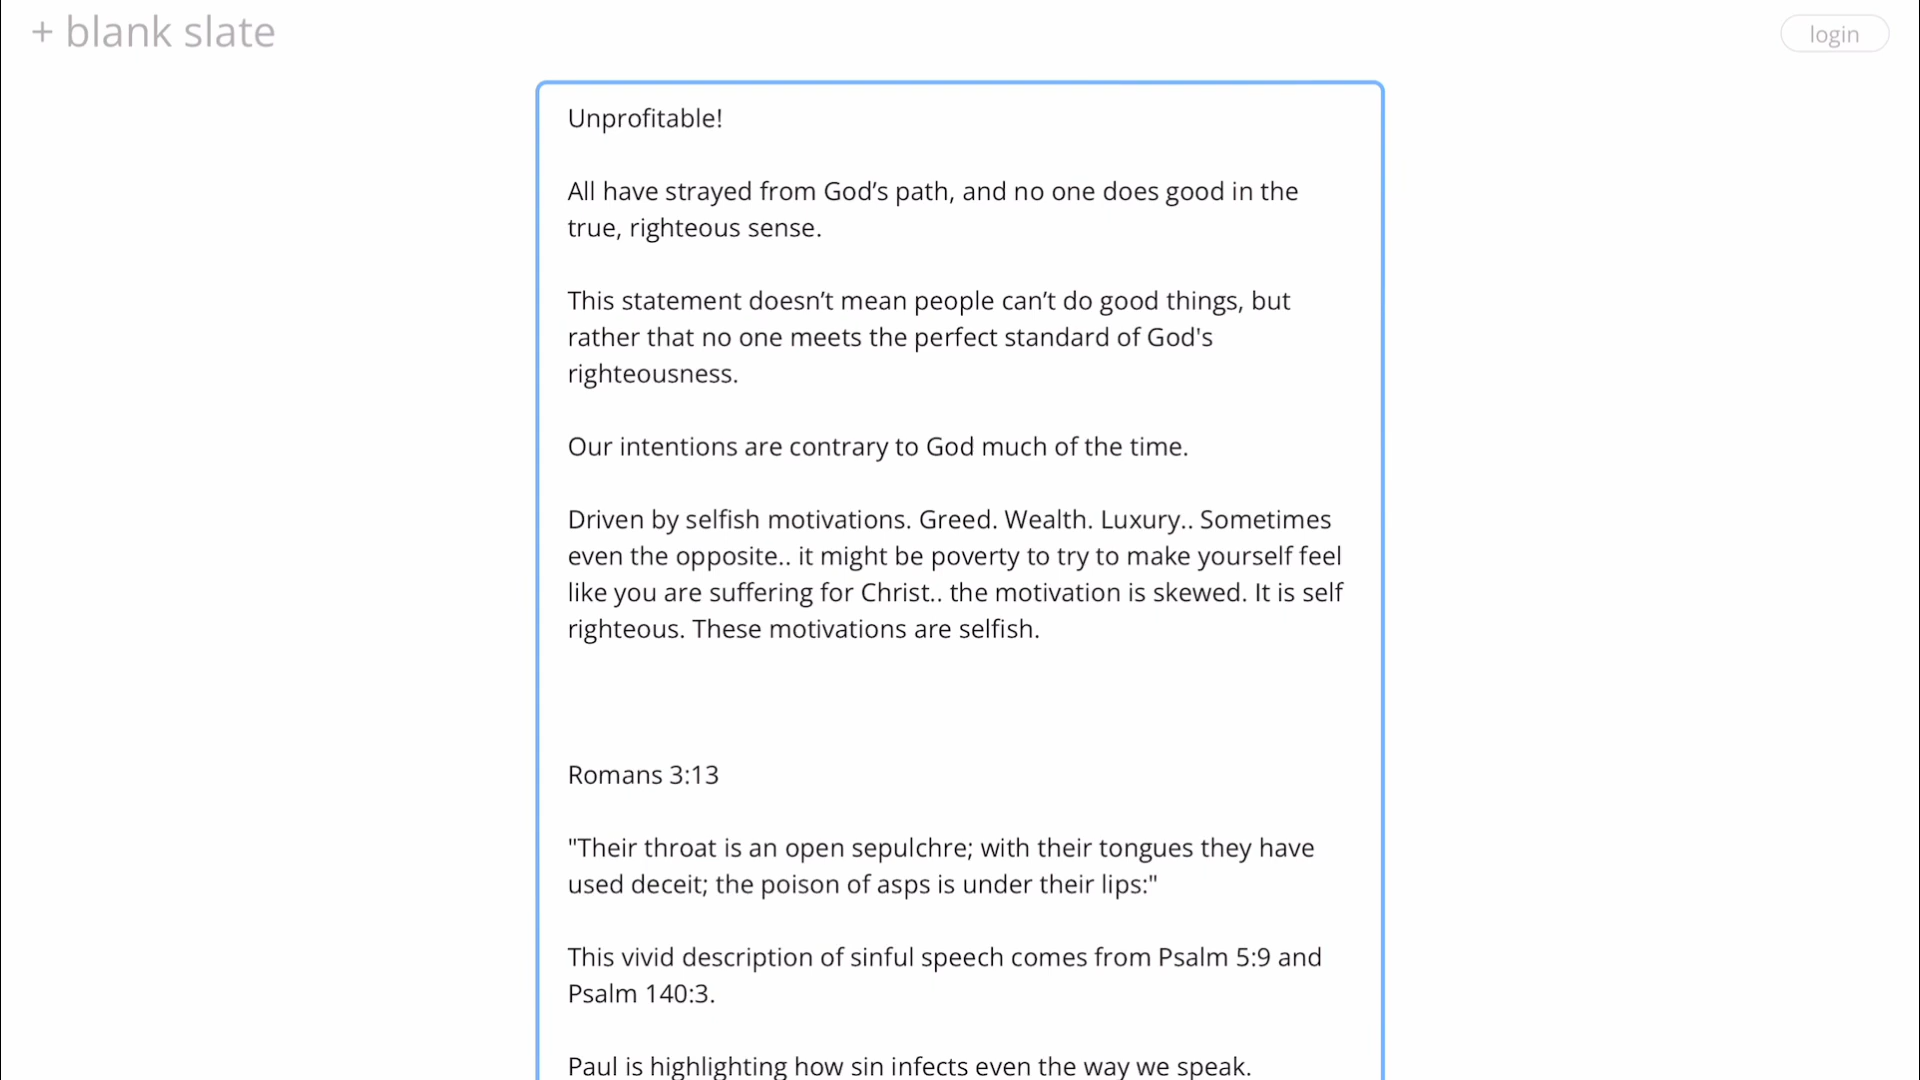 + blank slate
login
Unprofitable!
All have strayed from God’s path, and no one does good in the
true, righteous sense.
This statement doesn’t mean people can’t do good things, but
rather that no one meets the perfect standard of God's
righteousness.
Our intentions are contrary to God much of the time.
Driven by selfish motivations. Greed. Wealth. Luxury.. Sometimes
even the opposite.. it might be poverty to try to make yourself feel
like you are suffering for Christ.. the motivation is skewed. It is self
righteous. These motivations are selfish.
Romans 3:13
"Their throat is an open sepulchre; with their tongues they have
used deceit; the poison of asps is under their lips:"
This vivid description of sinful speech comes from Psalm 5:9 and
Psalm 140:3.
Paul is highlighting how sin infects even the way we speak.